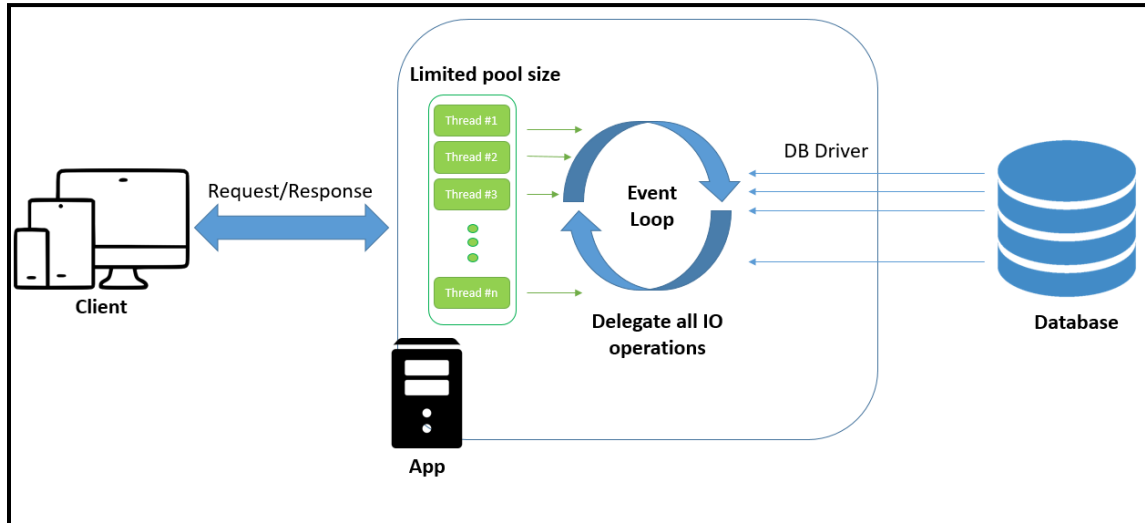 Limited pool size
Thread #1
Thread #2
Thread #3
Thread #n
Request/Response
Client
Event
Loop
Delegate all IO
operations
DB Driver
Database
App